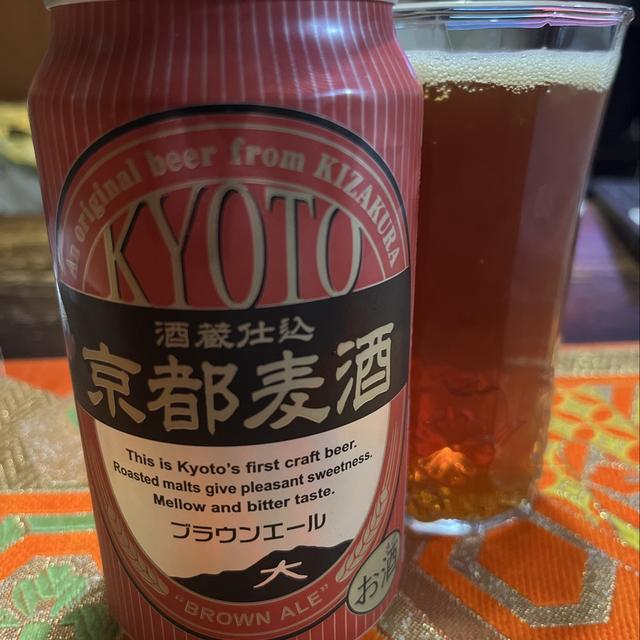 An original beer from KIZAKURA
KYOTO
酒蔵仕込
京都麦酒
This is Kyoto's first craft beer.
Roasted malts give pleasant sweetness.
Mellow and bitter taste.
ブラウンエール
大
お酒
"BROWN ALE"